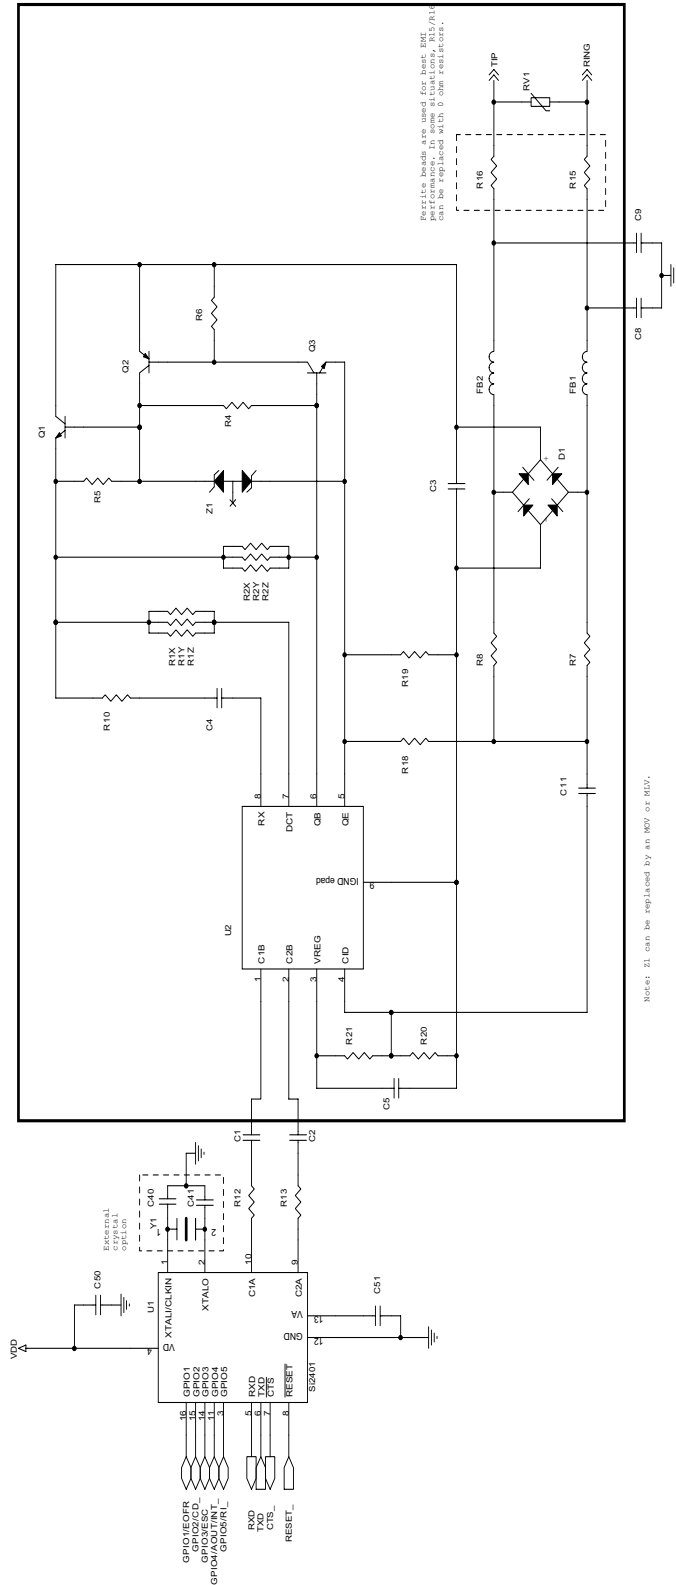 Ferrite beads are used for best EMI
performance. In some situations, R15/R16
can be replaced with 0 ohm resistors.
TIP
RING
RV1
R16
R15
C9
C8
FB2
FB1
D1
+
-
Q1
Q2
Q3
R6
R4
R5
Z1
C3
R2X
R2Y
R2Z
R1X
R1Y
R1Z
R10
C4
R19
R18
R8
R7
C11
U2
8
RX
7
DCT
6
QB
5
QE
IGND epad
9
C1B
1
C2B
2
VREG
3
CID
4
R21
R20
C5
Note: Z1 can be replaced by an MOV or MLV.
C1
C2
R12
R13
External
crystal
option
Y1
1
2
C40
C41
U1
Si2401
1
XTALI/CLKIN
2
XTALO
10
C1A
9
C2A
VA
13
GND
12
VD
4
C51
C50
VDD
GPIO1
16
GPIO1/EOFR
GPIO2
15
GPIO2/CD_
GPIO3
14
GPIO3/ESC
GPIO4
11
GPIO4/AOUT/INT_
GPIO5
3
GPIO5/RI_
RXD
5
RXD
TXD
6
TXD
CTS
7
CTS_
RESET
8
RESET_